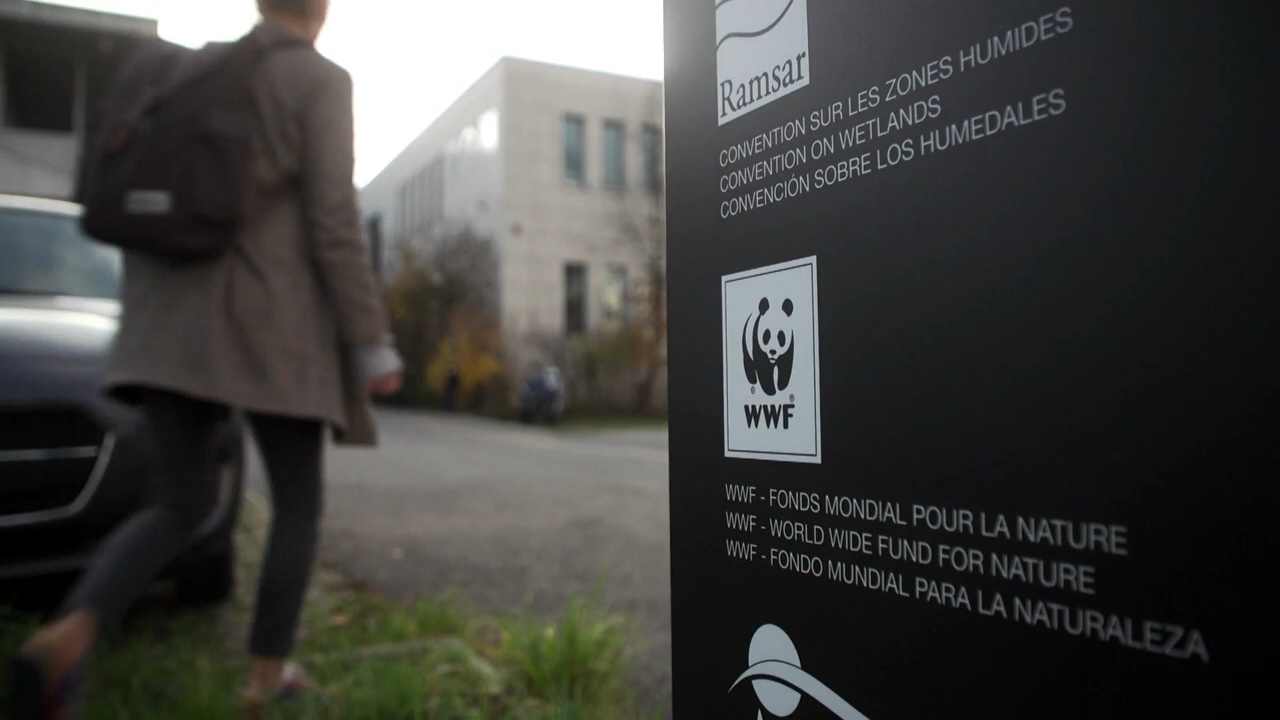 Ramsar
CONVENTION SUR LES ZONES HUMIDES
CONVENTION ON WETLANDS
CONVENCIÓN SOBRE LOS HUMEDALES
WWF
WWF - FONDS MONDIAL POUR LA NATURE
WWF - WORLD WIDE FUND FOR NATURE
WWF - FONDO MUNDIAL PARA LA NATURALEZA